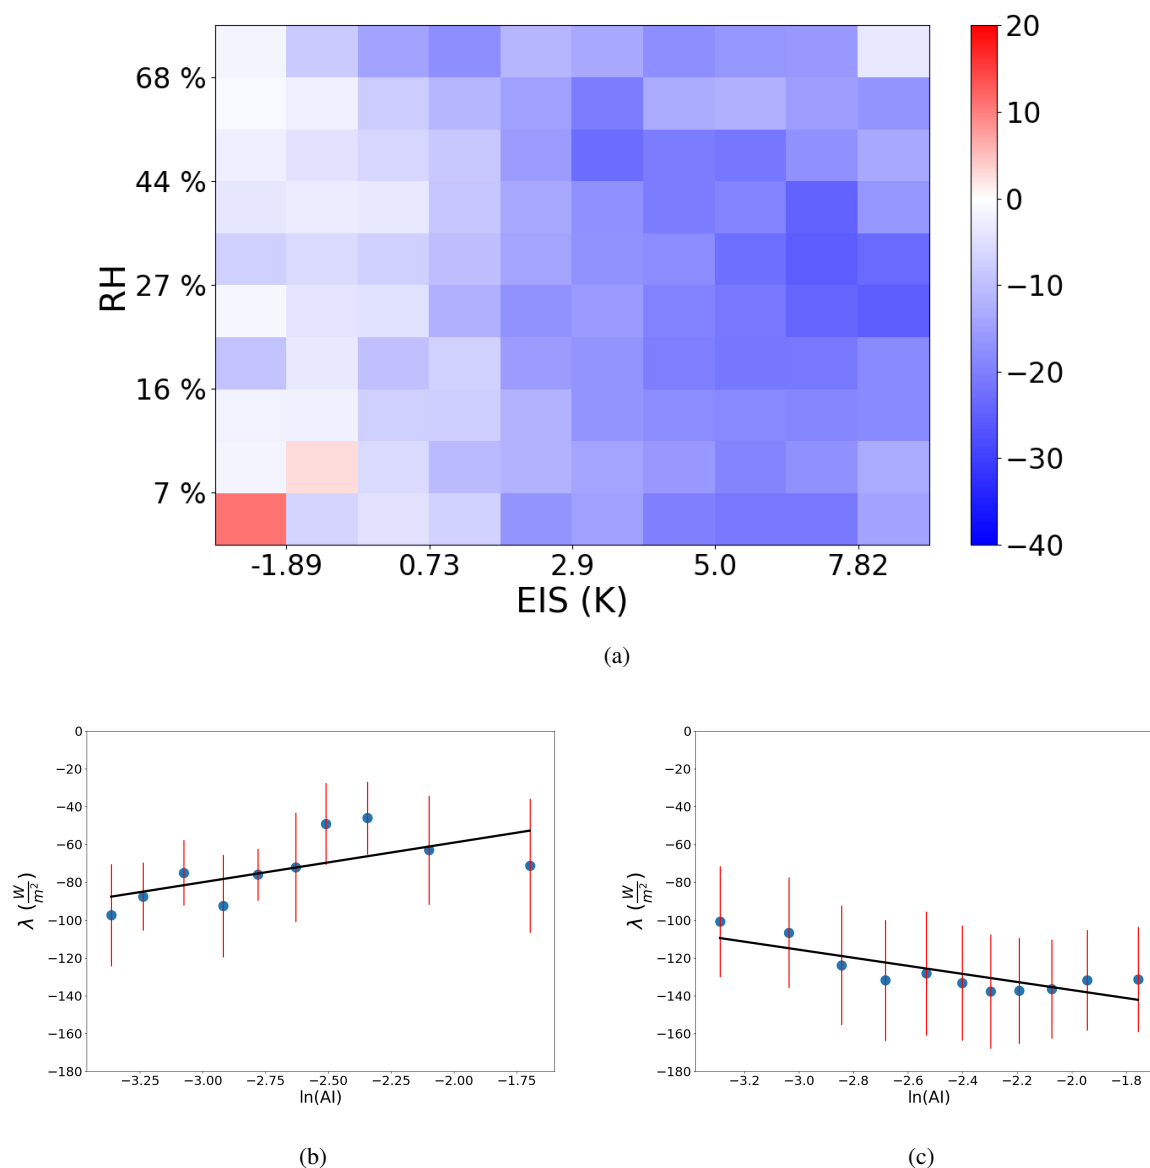 20
68 %
10
44 %
0
RH
27 %
−10
16 %
−20
7 %
−30
−40
-1.89 0.73 2.9 5.0 7.82
EIS (K)
(a)
0
−20
−40
−60
−80
−100
−120
−140
−160
−180
λ (W/m²)
−3.25 −3.00 −2.75 −2.50 −2.25 −2.00 −1.75
ln(AI)
(b)
0
−20
−40
−60
−80
−100
−120
−140
−160
−180
λ (W/m²)
−3.2 −3.0 −2.8 −2.6 −2.4 −2.2 −2.0 −1.8
ln(AI)
(c)